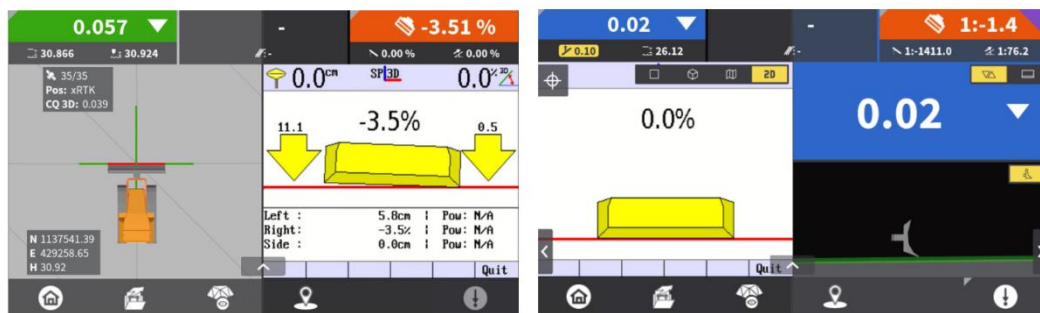 0.057
-
-3.51 %
30.866
30.924
-
0.00 %
0.00 %
35/35
Pos: xRTK
CQ 3D: 0.039
0.0cm
SP 3D
0.0%
11.1
-3.5%
0.5
Left : 5.8cm | Pow: N/A
Right: -3.5% | Pow: N/A
Side : 0.0cm | Pow: N/A
N 1137541.39
E 429258.65
H 30.92
Quit
0.02
-
1:-1.4
0.10
26.12
-
1:-1411.0
1:76.2
2D
0.0%
0.02
Quit